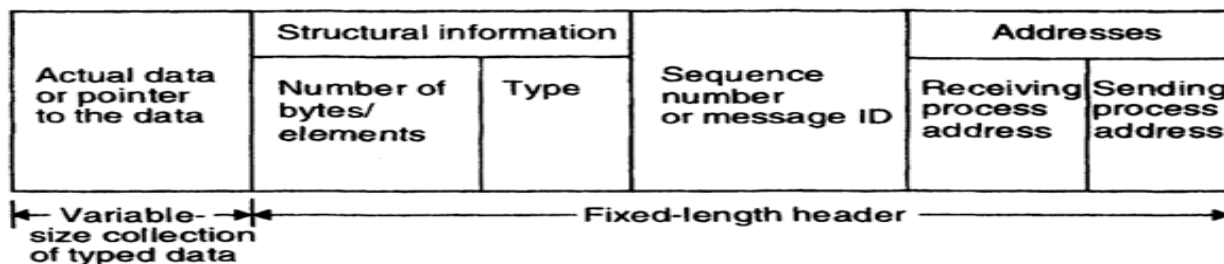 Actual data
or pointer
to the data
Structural information
Number of
bytes/
elements
Type
Sequence
number
or message ID
Addresses
Receiving
process
address
Sending
process
address
Variable-
size collection
of typed data
Fixed-length header